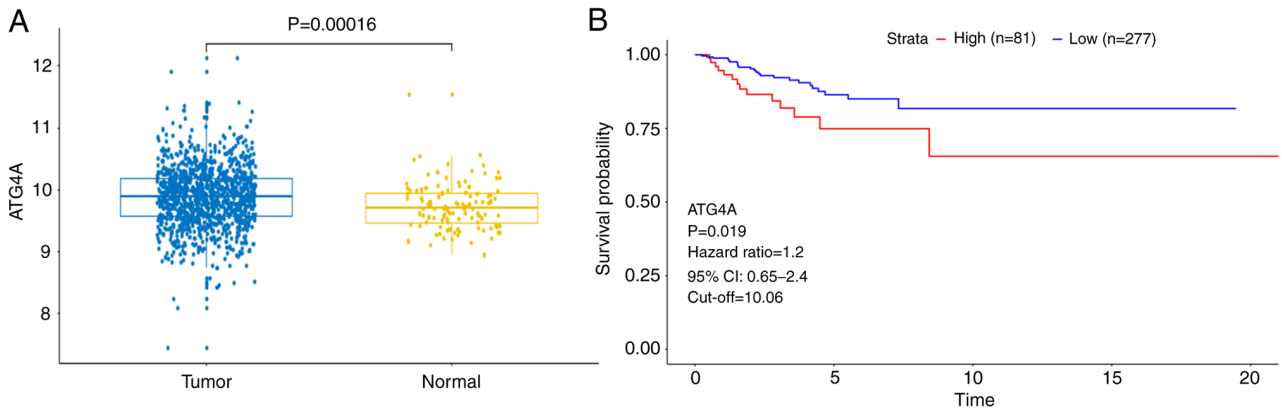 A
P=0.00016
ATG4A
12
11
10
9
8
Tumor
Normal
B
Strata High (n=81) Low (n=277)
Survival probability
1.00
0.75
0.50
0.25
0.00
ATG4A
P=0.019
Hazard ratio=1.2
95% CI: 0.65–2.4
Cut-off=10.06
0 5 10 15 20
Time